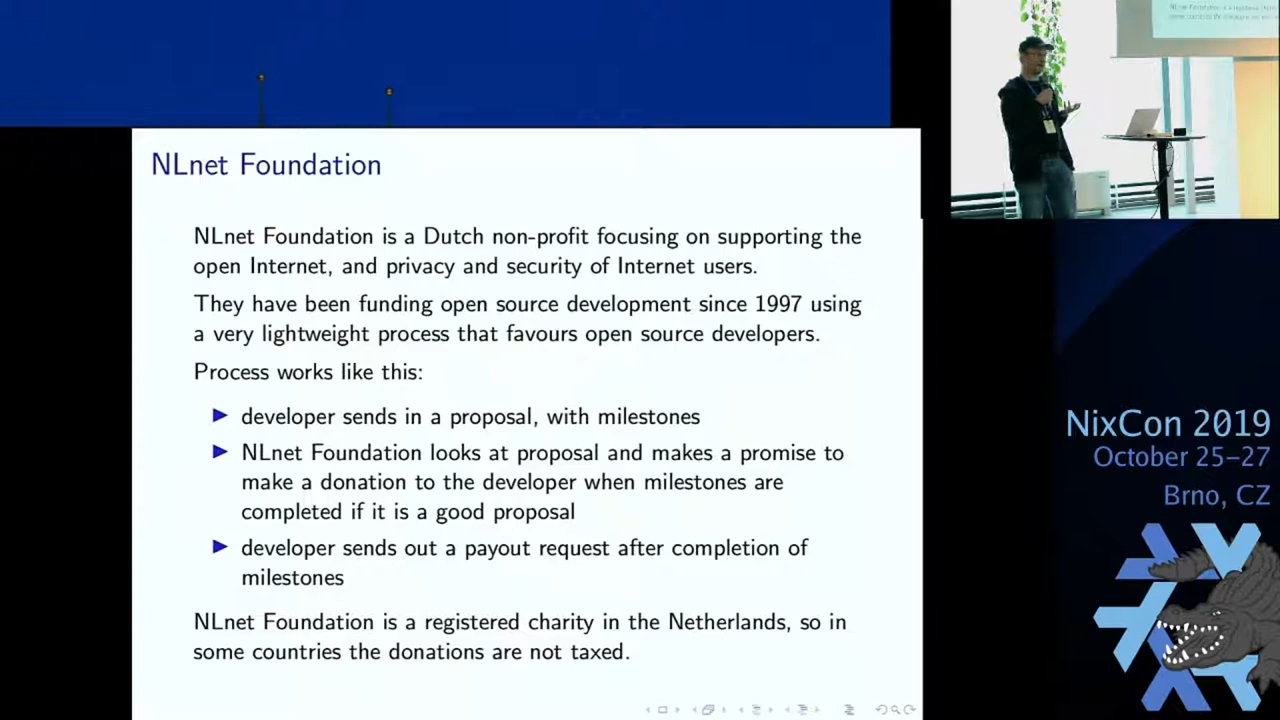 NLnet Foundation
NLnet Foundation is a Dutch non-profit focusing on supporting the
open Internet, and privacy and security of Internet users.
They have been funding open source development since 1997 using
a very lightweight process that favours open source developers.
Process works like this:
developer sends in a proposal, with milestones
NLnet Foundation looks at proposal and makes a promise to
make a donation to the developer when milestones are
completed if it is a good proposal
developer sends out a payout request after completion of
milestones
NLnet Foundation is a registered charity in the Netherlands, so in
some countries the donations are not taxed.
NixCon 2019
October 25–27
Brno, CZ